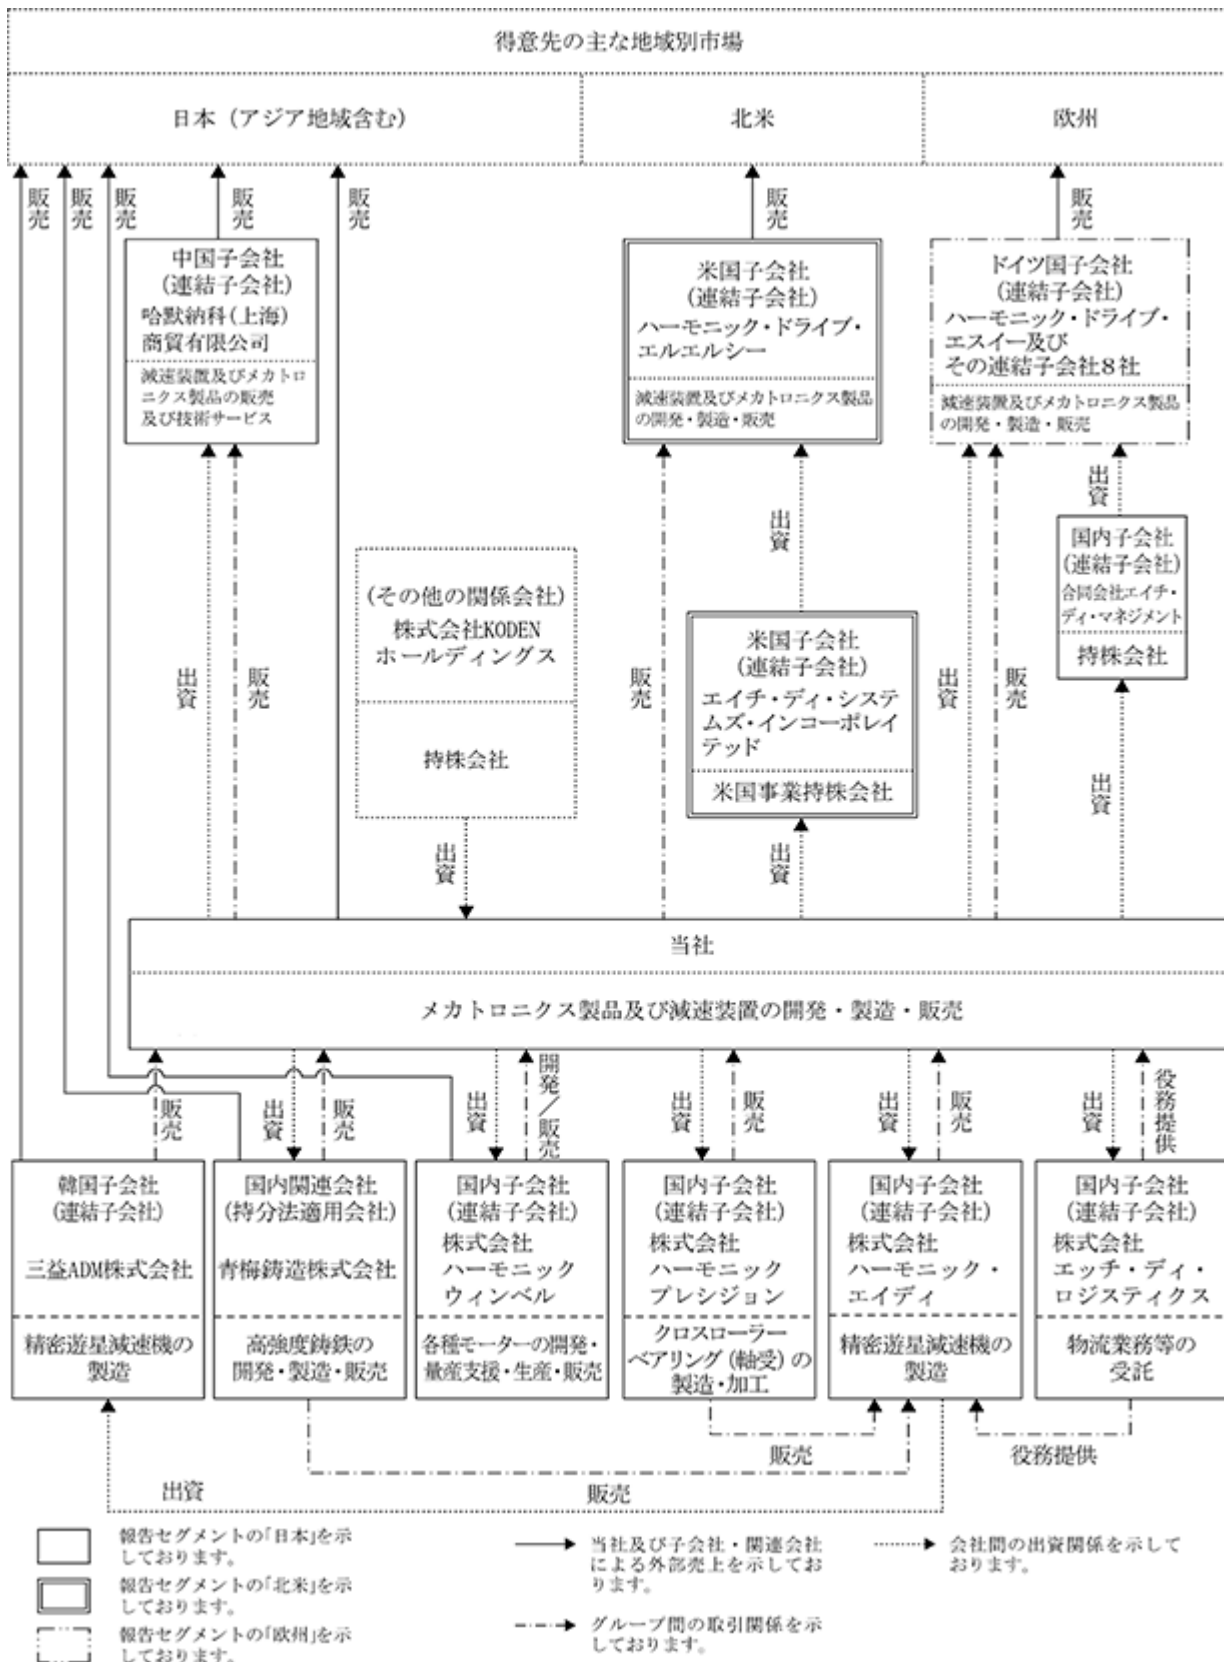 得意先の主な地域別市場
日本（アジア地域含む）
北米
欧州
販売
販売
販売
販売
販売
販売
販売
中国子会社
(連結子会社)
哈默納科(上海)
商貿有限公司
減速装置及びメカトロ
ニクス製品の販売
及び技術サービス
米国子会社
(連結子会社)
ハーモニック・ドライブ・
エルエルシー
減速装置及びメカトロニクス製品
の開発・製造・販売
ドイツ国子会社
(連結子会社)
ハーモニック・ドライブ・
エスイー及び
その連結子会社8社
減速装置及びメカトロニクス製品
の開発・製造・販売
出資
出資
国内子会社
(連結子会社)
合同会社エイチ・
ディ・マネジメント
持株会社
(その他の関係会社)
株式会社KODEN
ホールディングス
持株会社
米国子会社
(連結子会社)
エイチ・ディ・システ
ムズ・インコーポレイ
テッド
米国事業持株会社
出資
販売
販売
出資
販売
出資
出資
出資
当社
メカトロニクス製品及び減速装置の開発・製造・販売
販売
出資
販売
出資
開発／販売
出資
販売
出資
販売
出資
役務提供
韓国子会社
(連結子会社)
三益ADM株式会社
精密遊星減速機の
製造
国内関連会社
(持分法適用会社)
青梅鋳造株式会社
高強度鋳鉄の
開発・製造・販売
国内子会社
(連結子会社)
株式会社
ハーモニック
ウィンベル
各種モーターの開発・
量産支援・生産・販売
国内子会社
(連結子会社)
株式会社
ハーモニック
プレシジョン
クロスローラー
ベアリング(軸受)の
製造・加工
国内子会社
(連結子会社)
株式会社
ハーモニック・
エイディ
精密遊星減速機の
製造
国内子会社
(連結子会社)
株式会社
エッチ・ディ・
ロジスティクス
物流業務等の
受託
販売
役務提供
出資
販売
報告セグメントの「日本」を示
しております。
報告セグメントの「北米」を示
しております。
報告セグメントの「欧州」を示
しております。
当社及び子会社・関連会社
による外部売上を示してお
ります。
グループ間の取引関係を示
しております。
会社間の出資関係を示して
おります。